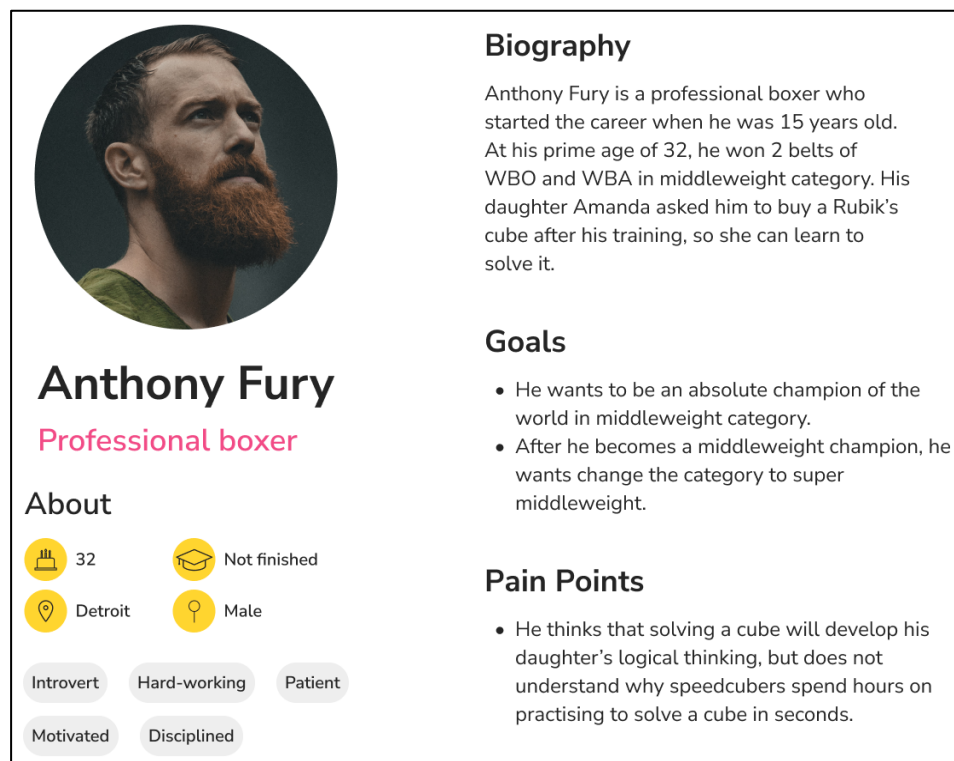 Anthony Fury
Professional boxer
About
32
Not finished
Detroit
Male
Introvert
Hard-working
Patient
Motivated
Disciplined
Biography
Anthony Fury is a professional boxer who
started the career when he was 15 years old.
At his prime age of 32, he won 2 belts of
WBO and WBA in middleweight category. His
daughter Amanda asked him to buy a Rubik’s
cube after his training, so she can learn to
solve it.
Goals
• He wants to be an absolute champion of the
world in middleweight category.
• After he becomes a middleweight champion, he
wants change the category to super
middleweight.
Pain Points
• He thinks that solving a cube will develop his
daughter’s logical thinking, but does not
understand why speedcubers spend hours on
practising to solve a cube in seconds.